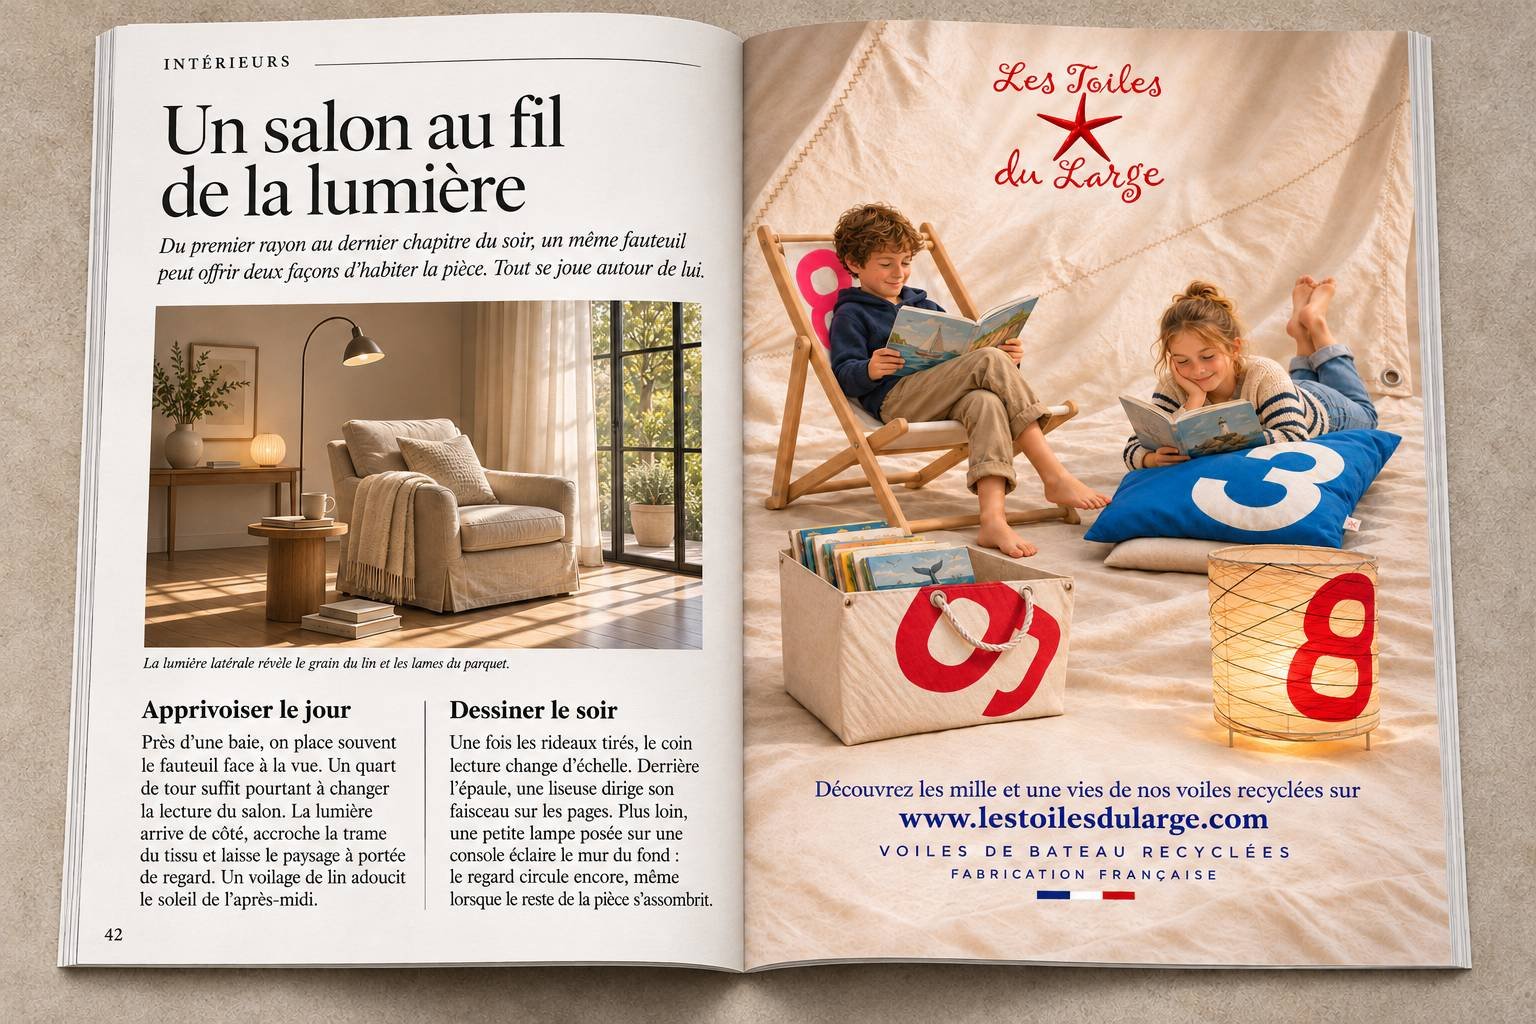 INTÉRIEURS
Un salon au fil
de la lumière
Du premier rayon au dernier chapitre du soir, un même fauteuil
peut offrir deux façons d’habiter la pièce. Tout se joue autour de lui.
La lumière latérale révèle le grain du lin et les lames du parquet.
Apprivoiser le jour
Près d’une baie, on place souvent
le fauteuil face à la vue. Un quart
de tour suffit pourtant à changer
la lecture du salon. La lumière
arrive de côté, accroche la trame
du tissu et laisse le paysage à portée
de regard. Un voilage de lin adoucit
le soleil de l’après-midi.
Dessiner le soir
Une fois les rideaux tirés, le coin
lecture change d’échelle. Derrière
l’épaule, une liseuse dirige son
faisceau sur les pages. Plus loin,
une petite lampe posée sur une
console éclaire le mur du fond :
le regard circule encore, même
lorsque le reste de la pièce s’assombrit.
42
Les Toiles
du Large
8
3
9
8
Découvrez les mille et une vies de nos voiles recyclées sur
www.lestoilesdularge.com
VOILES DE BATEAU RECYCLÉES
FABRICATION FRANÇAISE